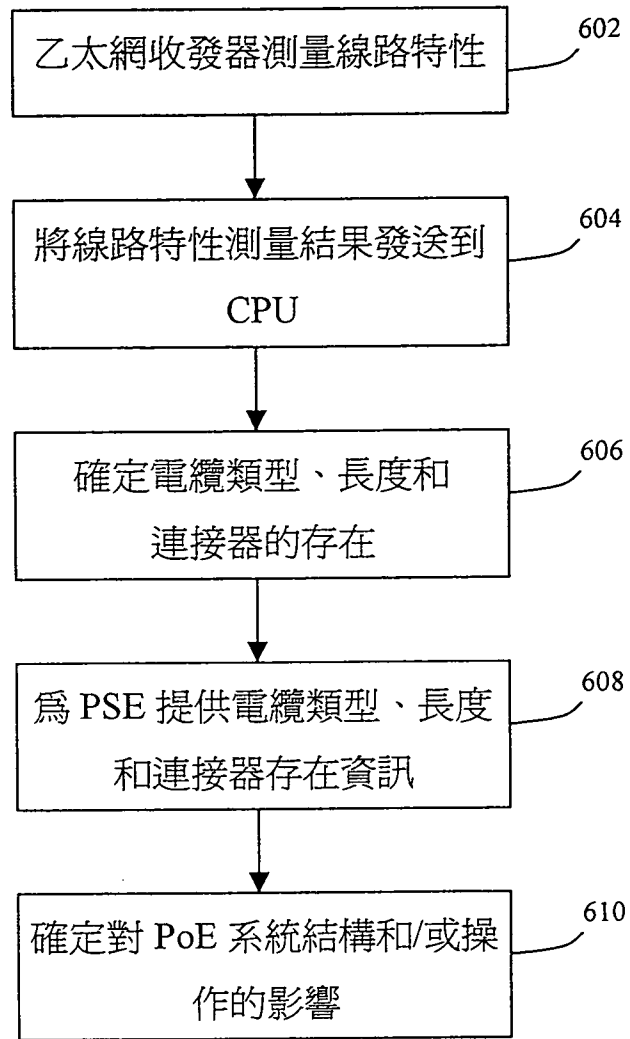 乙太網收發器測量線路特性
602
將線路特性測量結果發送到
CPU
604
確定電纜類型、長度和
連接器的存在
606
爲 PSE 提供電纜類型、長度
和連接器存在資訊
608
確定對 PoE 系統結構和/或操
作的影響
610